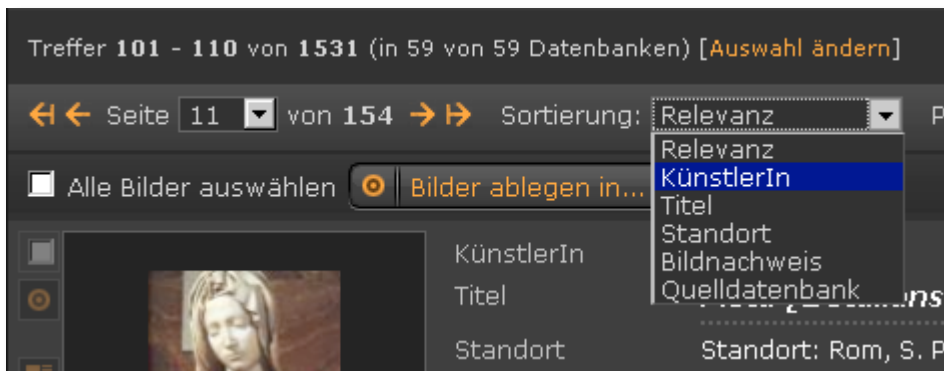 Treffer 101 - 110 von 1531 (in 59 von 59 Datenbanken) [Auswahl ändern]
Seite 11 von 154 Sortierung: Relevanz P
Relevanz
KünstlerIn
Titel
Standort
Bildnachweis
Quelldatenbank
Alle Bilder auswählen Bilder ablegen in...
KünstlerIn
Titel
Standort Standort: Rom, S. P